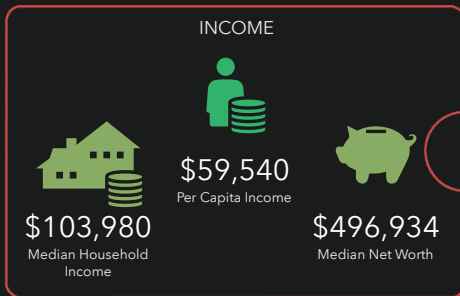 INCOME
$59,540
Per Capita Income
$103,980
Median Household
Income
$496,934
Median Net Worth